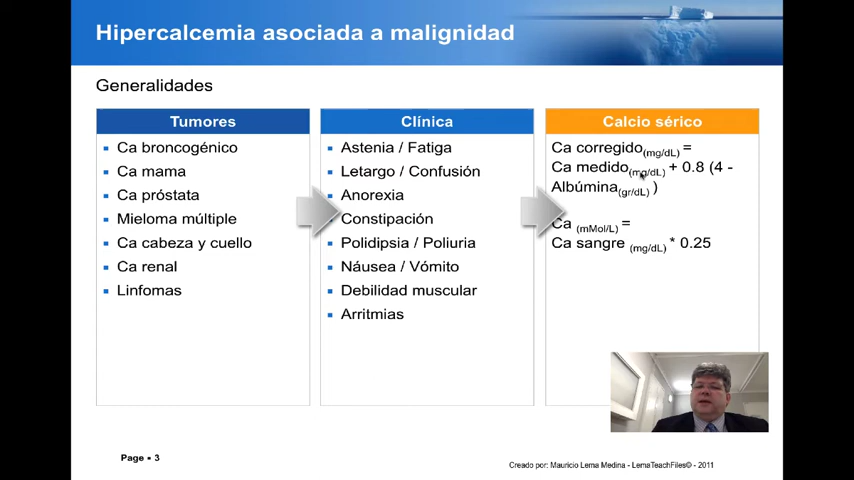 Hipercalcemia asociada a malignidad
Generalidades
Tumores
Ca broncogénico
Ca mama
Ca próstata
Mieloma múltiple
Ca cabeza y cuello
Ca renal
Linfomas
Clínica
Astenia / Fatiga
Letargo / Confusión
Anorexia
Constipación
Polidipsia / Poliuria
Náusea / Vómito
Debilidad muscular
Arritmias
Calcio sérico
Ca corregido(mg/dL) =
Ca medido(mg/dL) + 0.8 (4 -
Albúmina(gr/dL) )
Ca (mMol/L) =
Ca sangre (mg/dL) * 0.25
Page ▪ 3
Creado por: Mauricio Lema Medina - LemaTeachFiles© - 2011